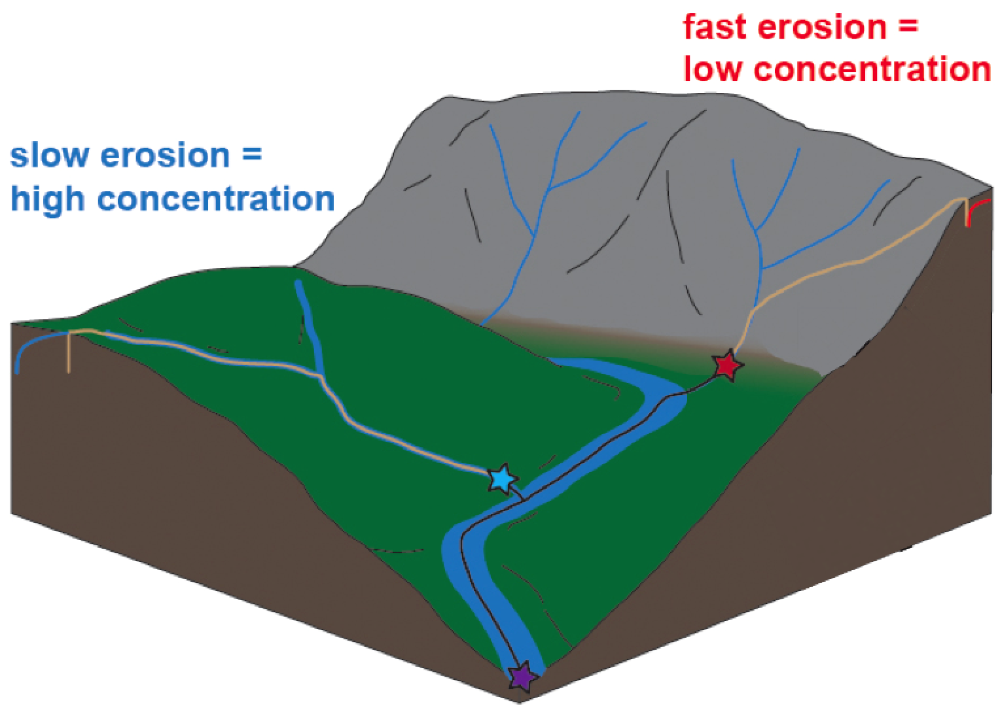 fast erosion =
low concentration
slow erosion =
high concentration